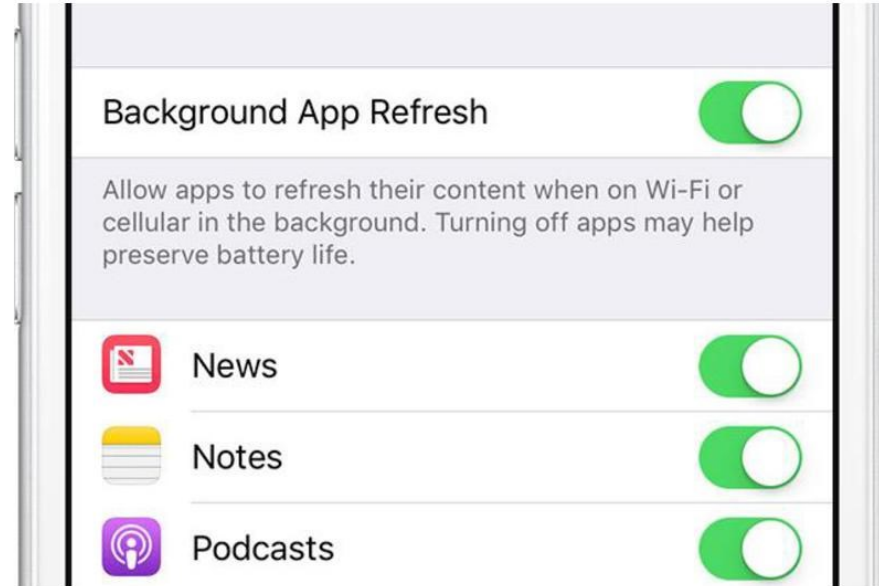 Background App Refresh
Allow apps to refresh their content when on Wi-Fi or
cellular in the background. Turning off apps may help
preserve battery life.
News
Notes
Podcasts